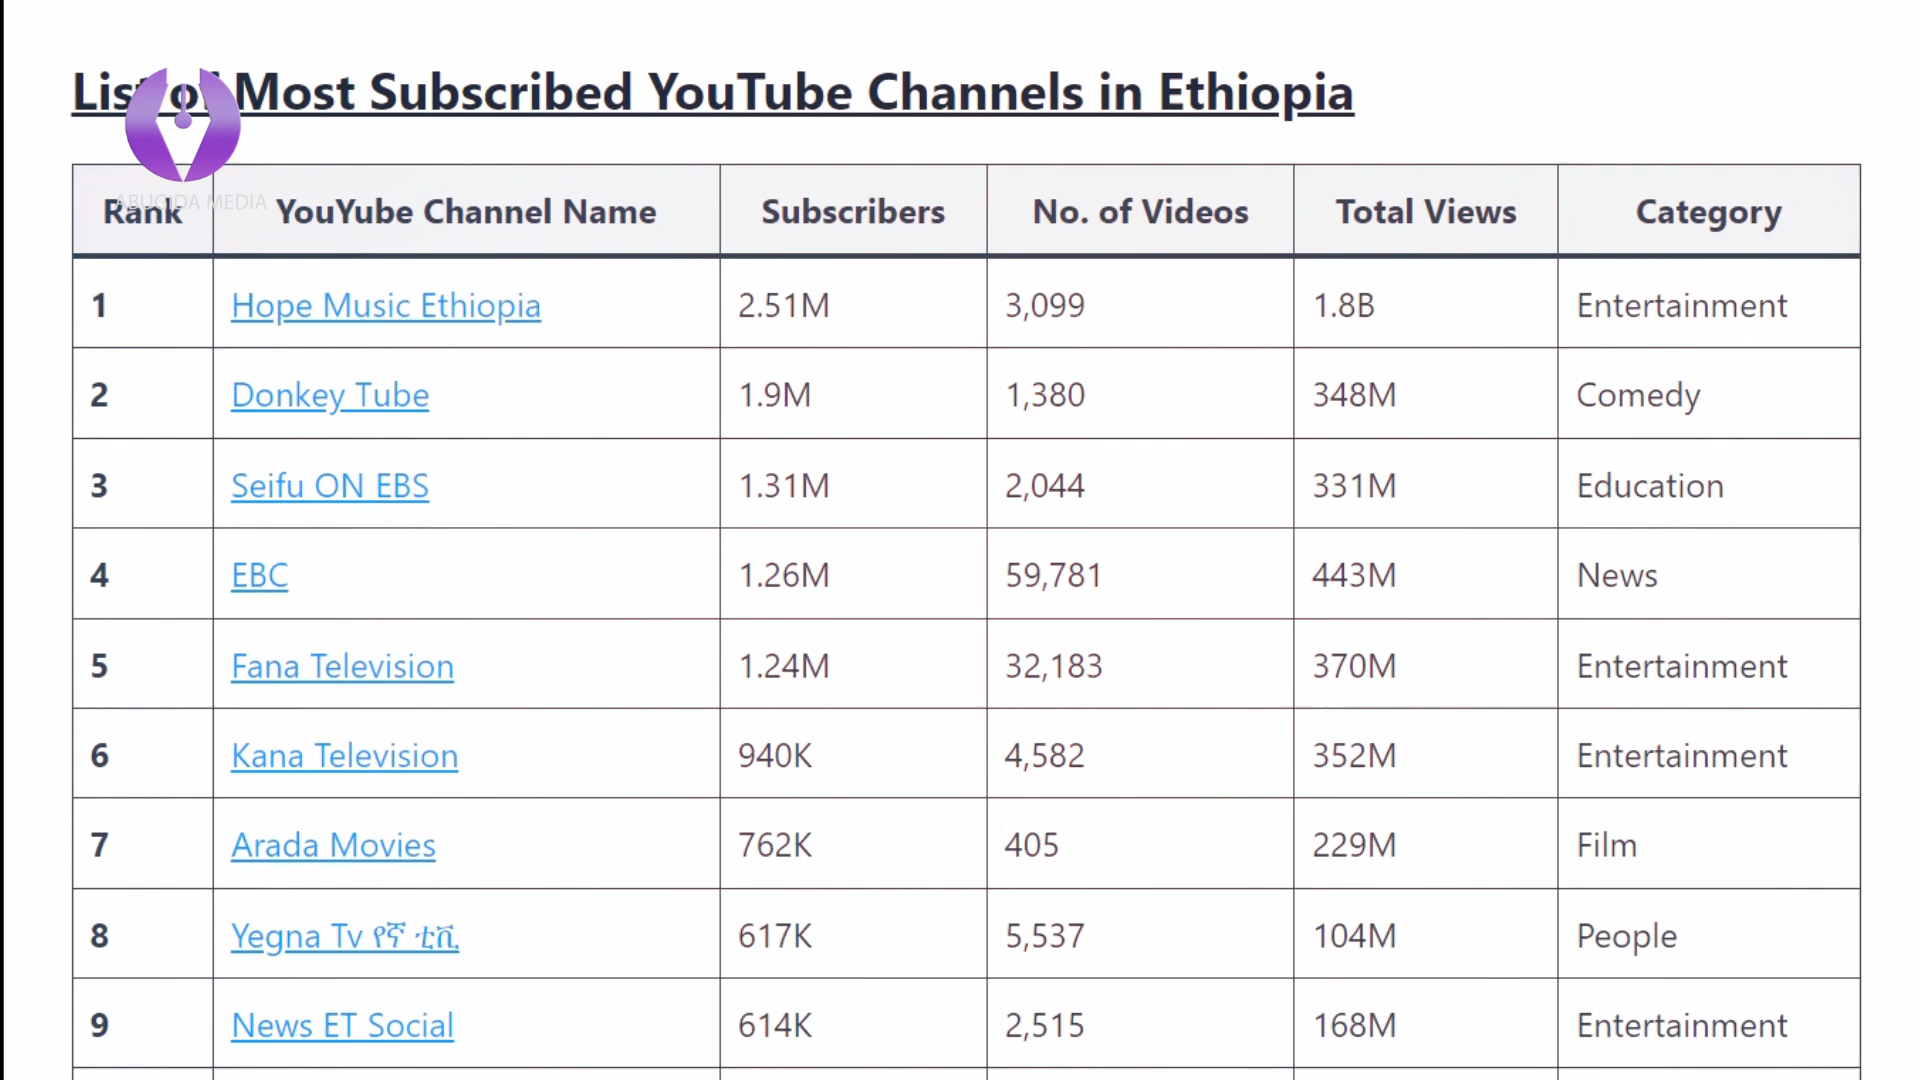 List of Most Subscribed YouTube Channels in Ethiopia
ABUGIDA MEDIA
Rank YouYube Channel Name Subscribers No. of Videos Total Views Category
1 Hope Music Ethiopia 2.51M 3,099 1.8B Entertainment
2 Donkey Tube 1.9M 1,380 348M Comedy
3 Seifu ON EBS 1.31M 2,044 331M Education
4 EBC 1.26M 59,781 443M News
5 Fana Television 1.24M 32,183 370M Entertainment
6 Kana Television 940K 4,582 352M Entertainment
7 Arada Movies 762K 405 229M Film
8 Yegna Tv የኛ ቲቪ 617K 5,537 104M People
9 News ET Social 614K 2,515 168M Entertainment